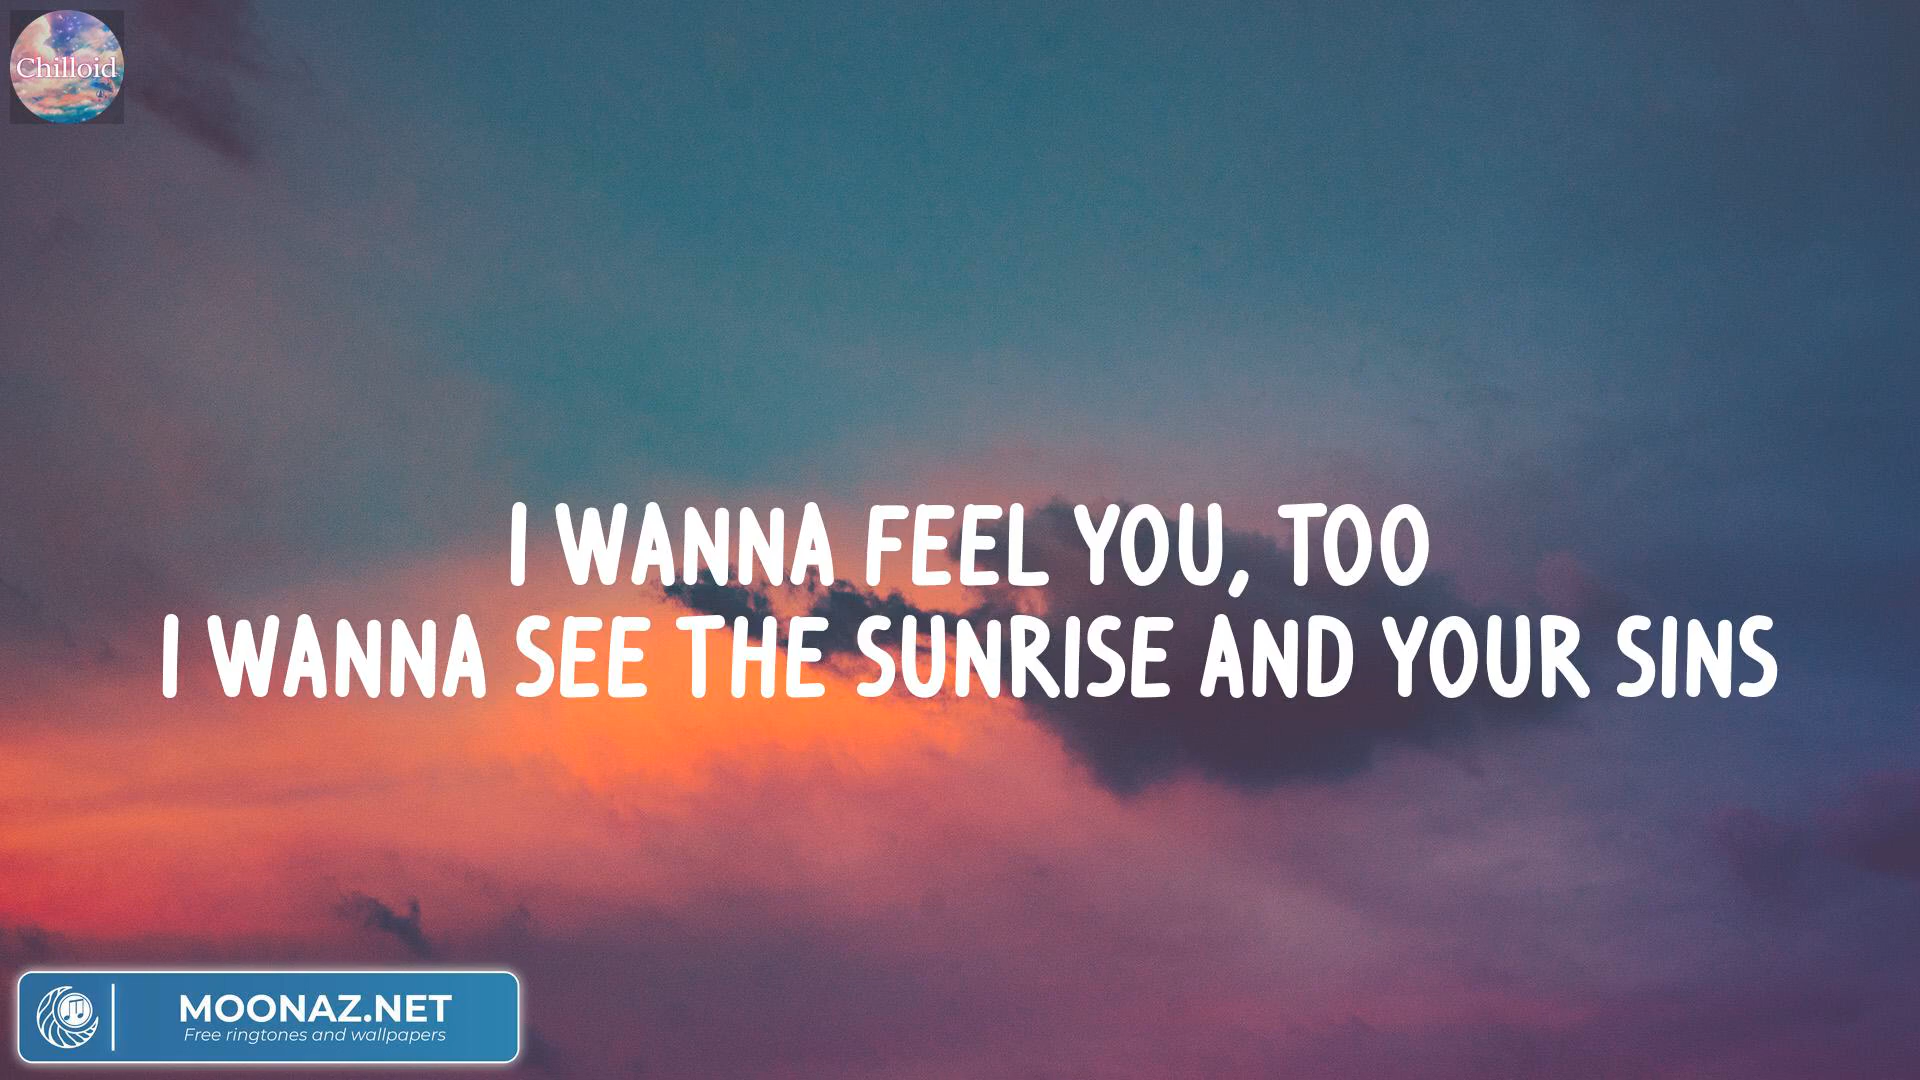 Chilloid
I WANNA FEEL YOU, TOO
I WANNA SEE THE SUNRISE AND YOUR SINS
MOONAZ.NET
Free ringtones and wallpapers